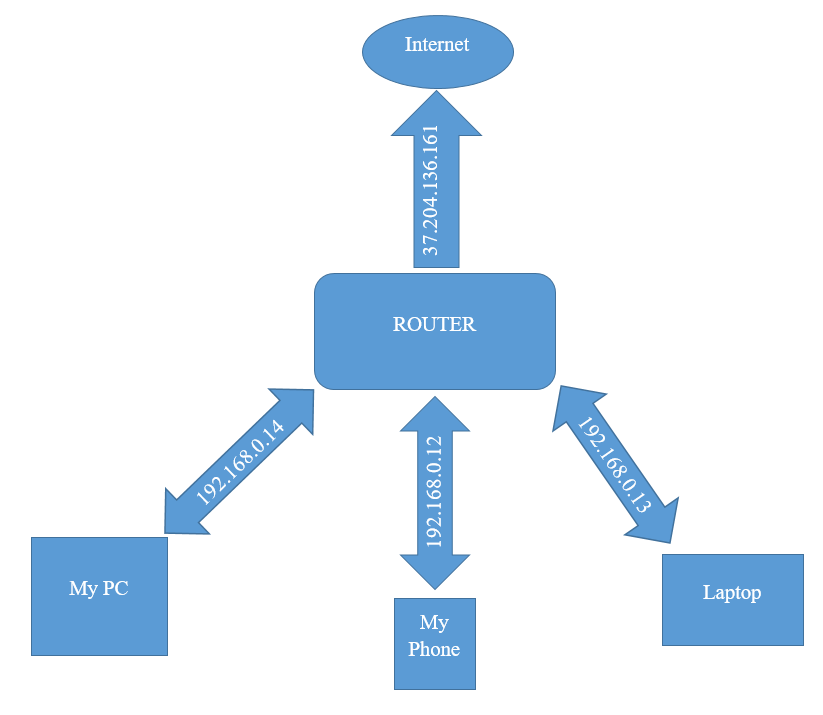 Internet
37.204.136.161
ROUTER
192.168.0.14
192.168.0.12
192.168.0.13
My PC
My
Phone
Laptop